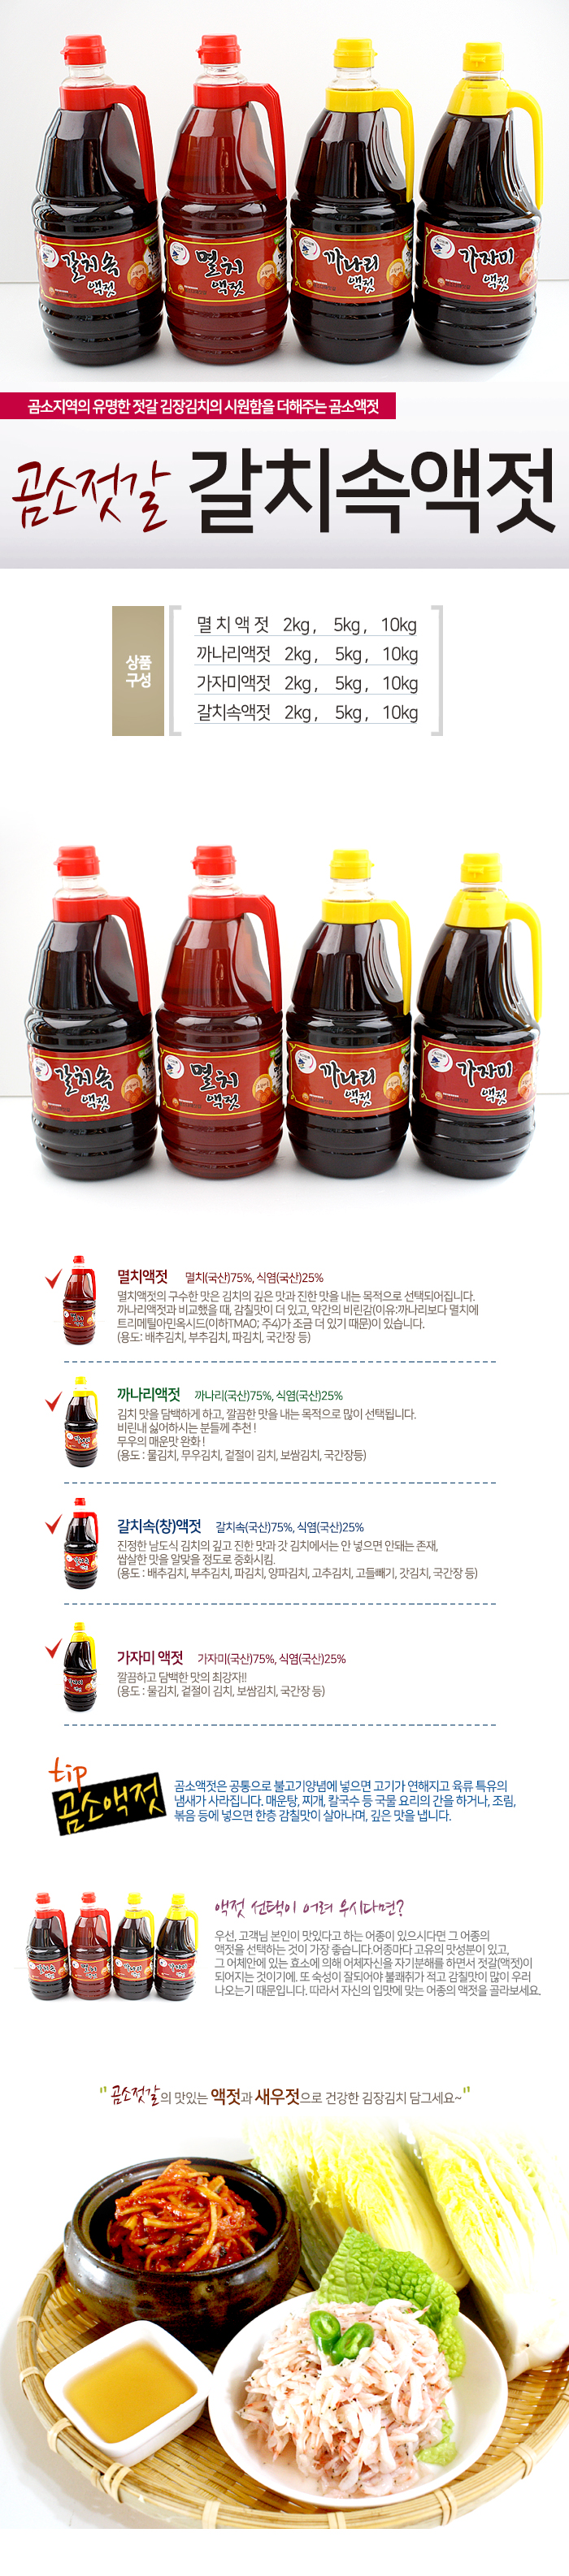 갈치속
액젓
멸치
액젓
까나리
액젓
가자미
액젓
곰소지역의 유명한 젓갈 김장김치의 시원함을 더해주는 곰소액젓
곰소젓갈 갈치속액젓
상품
구성
멸치액젓 2kg, 5kg, 10kg
까나리액젓 2kg, 5kg, 10kg
가자미액젓 2kg, 5kg, 10kg
갈치속액젓 2kg, 5kg, 10kg
갈치속
액젓
멸치
액젓
까나리
액젓
가자미
액젓
멸치액젓 멸치(국산)75%, 식염(국산)25%
멸치액젓의 구수한 맛은 김치의 깊은 맛과 진한 맛을 내는 목적으로 선택되어집니다.
까나리액젓과 비교했을 때, 감칠맛이 더 있고, 약간의 비린감(이유:까나리보다 멸치에
트리메틸아민옥시드(이하TMAO; 주4)가 조금 더 있기 때문)이 있습니다.
(용도: 배추김치, 부추김치, 파김치, 국간장 등)
까나리액젓 까나리(국산)75%, 식염(국산)25%
김치 맛을 담백하게 하고, 깔끔한 맛을 내는 목적으로 많이 선택됩니다.
비린내 싫어하시는 분들께 추천 !
무우의 매운맛 완화 !
(용도 : 물김치, 무우김치, 겉절이 김치, 보쌈김치, 국간장등)
갈치속(창)액젓 갈치속(국산)75%, 식염(국산)25%
진정한 남도식 김치의 깊고 진한 맛과 갓 김치에서는 안 넣으면 안돼는 존재,
쌉살한 맛을 알맞을 정도로 중화시킴.
(용도 : 배추김치, 부추김치, 파김치, 양파김치, 고추김치, 고들빼기, 갓김치, 국간장 등)
가자미 액젓 가자미(국산)75%, 식염(국산)25%
깔끔하고 담백한 맛의 최강자!!
(용도 : 물김치, 겉절이 김치, 보쌈김치, 국간장 등)
tip
곰소액젓
곰소액젓은 공통으로 불고기양념에 넣으면 고기가 연해지고 육류 특유의
냄새가 사라집니다. 매운탕, 찌개, 칼국수 등 국물 요리의 간을 하거나, 조림,
볶음 등에 넣으면 한층 감칠맛이 살아나며, 깊은 맛을 냅니다.
액젓 선택이 어려우시다면?
우선, 고객님 본인이 맛있다고 하는 어종이 있으시다면 그 어종의
액젓을 선택하는 것이 가장 좋습니다.어종마다 고유의 맛성분이 있고,
그 어체안에 있는 효소에 의해 어체자신을 자기분해를 하면서 젓갈(액젓)이
되어지는 것이기에, 또 숙성이 잘되어야 불쾌취가 적고 감칠맛이 많이 우러
나오는기 때문입니다. 따라서 자신의 입맛에 맞는 어종의 액젓을 골라보세요.
" 곰소젓갈의 맛있는 액젓과 새우젓으로 건강한 김장김치 담그세요~ "